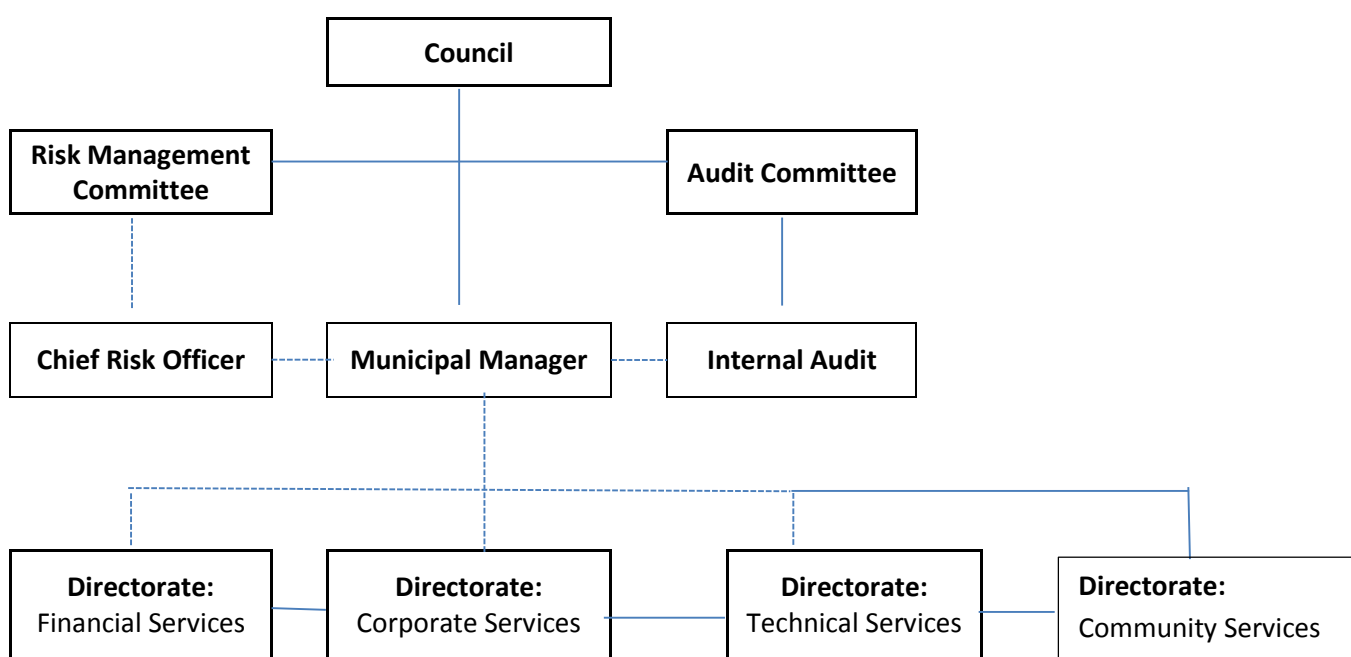 Council
Risk Management
Committee
Audit Committee
Chief Risk Officer
Municipal Manager
Internal Audit
Directorate:
Financial Services
Directorate:
Corporate Services
Directorate:
Technical Services
Directorate:
Community Services